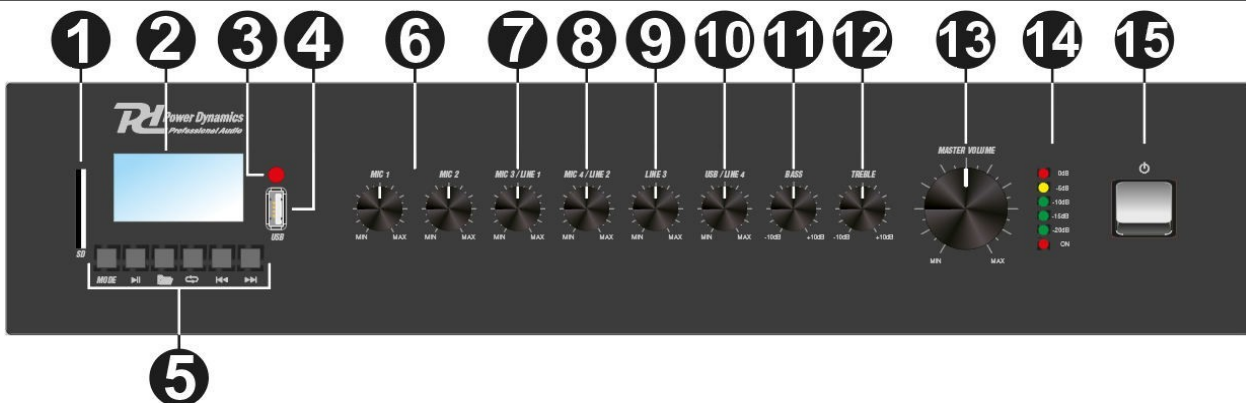 1 2 3 4 6 7 8 9 10 11 12 13 14 15
Pd Power Dynamics
Professional Audio
MASTER VOLUME
MIC 1 MIC 2 MIC 3 / LINE 1 MIC 4 / LINE 2 LINE 3 USB / LINE 4 BASS TREBLE
0dB
-6dB
-10dB
-15dB
-20dB
ON
USB
MIN MAX MIN MAX MIN MAX MIN MAX MIN MAX MIN MAX -10dB +10dB -10dB +10dB
MIN MAX
SD
MODE
5